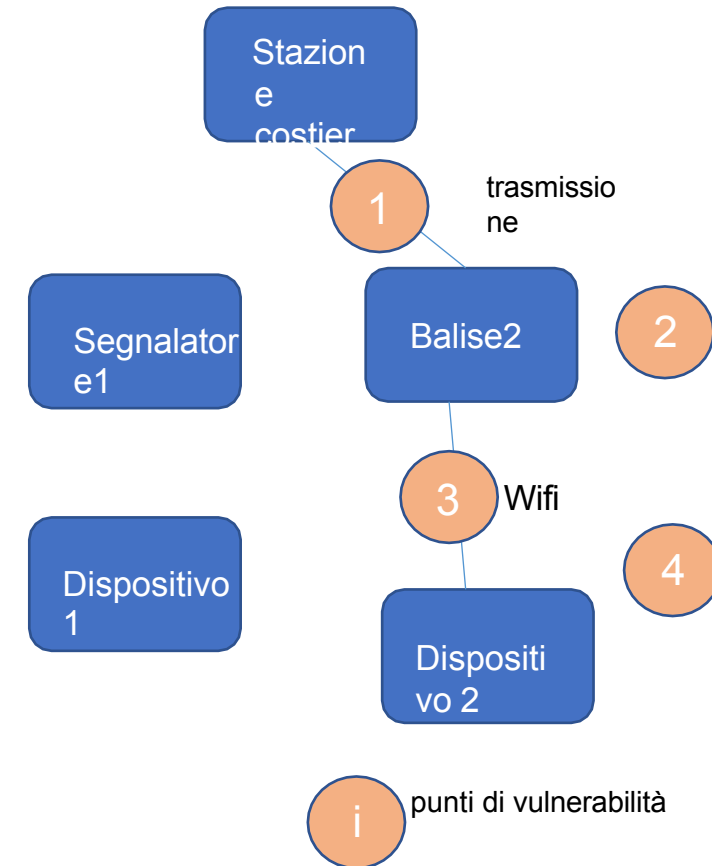 Stazion
e
costier
1
trasmissio
ne
Segnalator
e1
Balise2
2
3
Wifi
Dispositivo
1
4
Dispositi
vo 2
i
punti di vulnerabilità